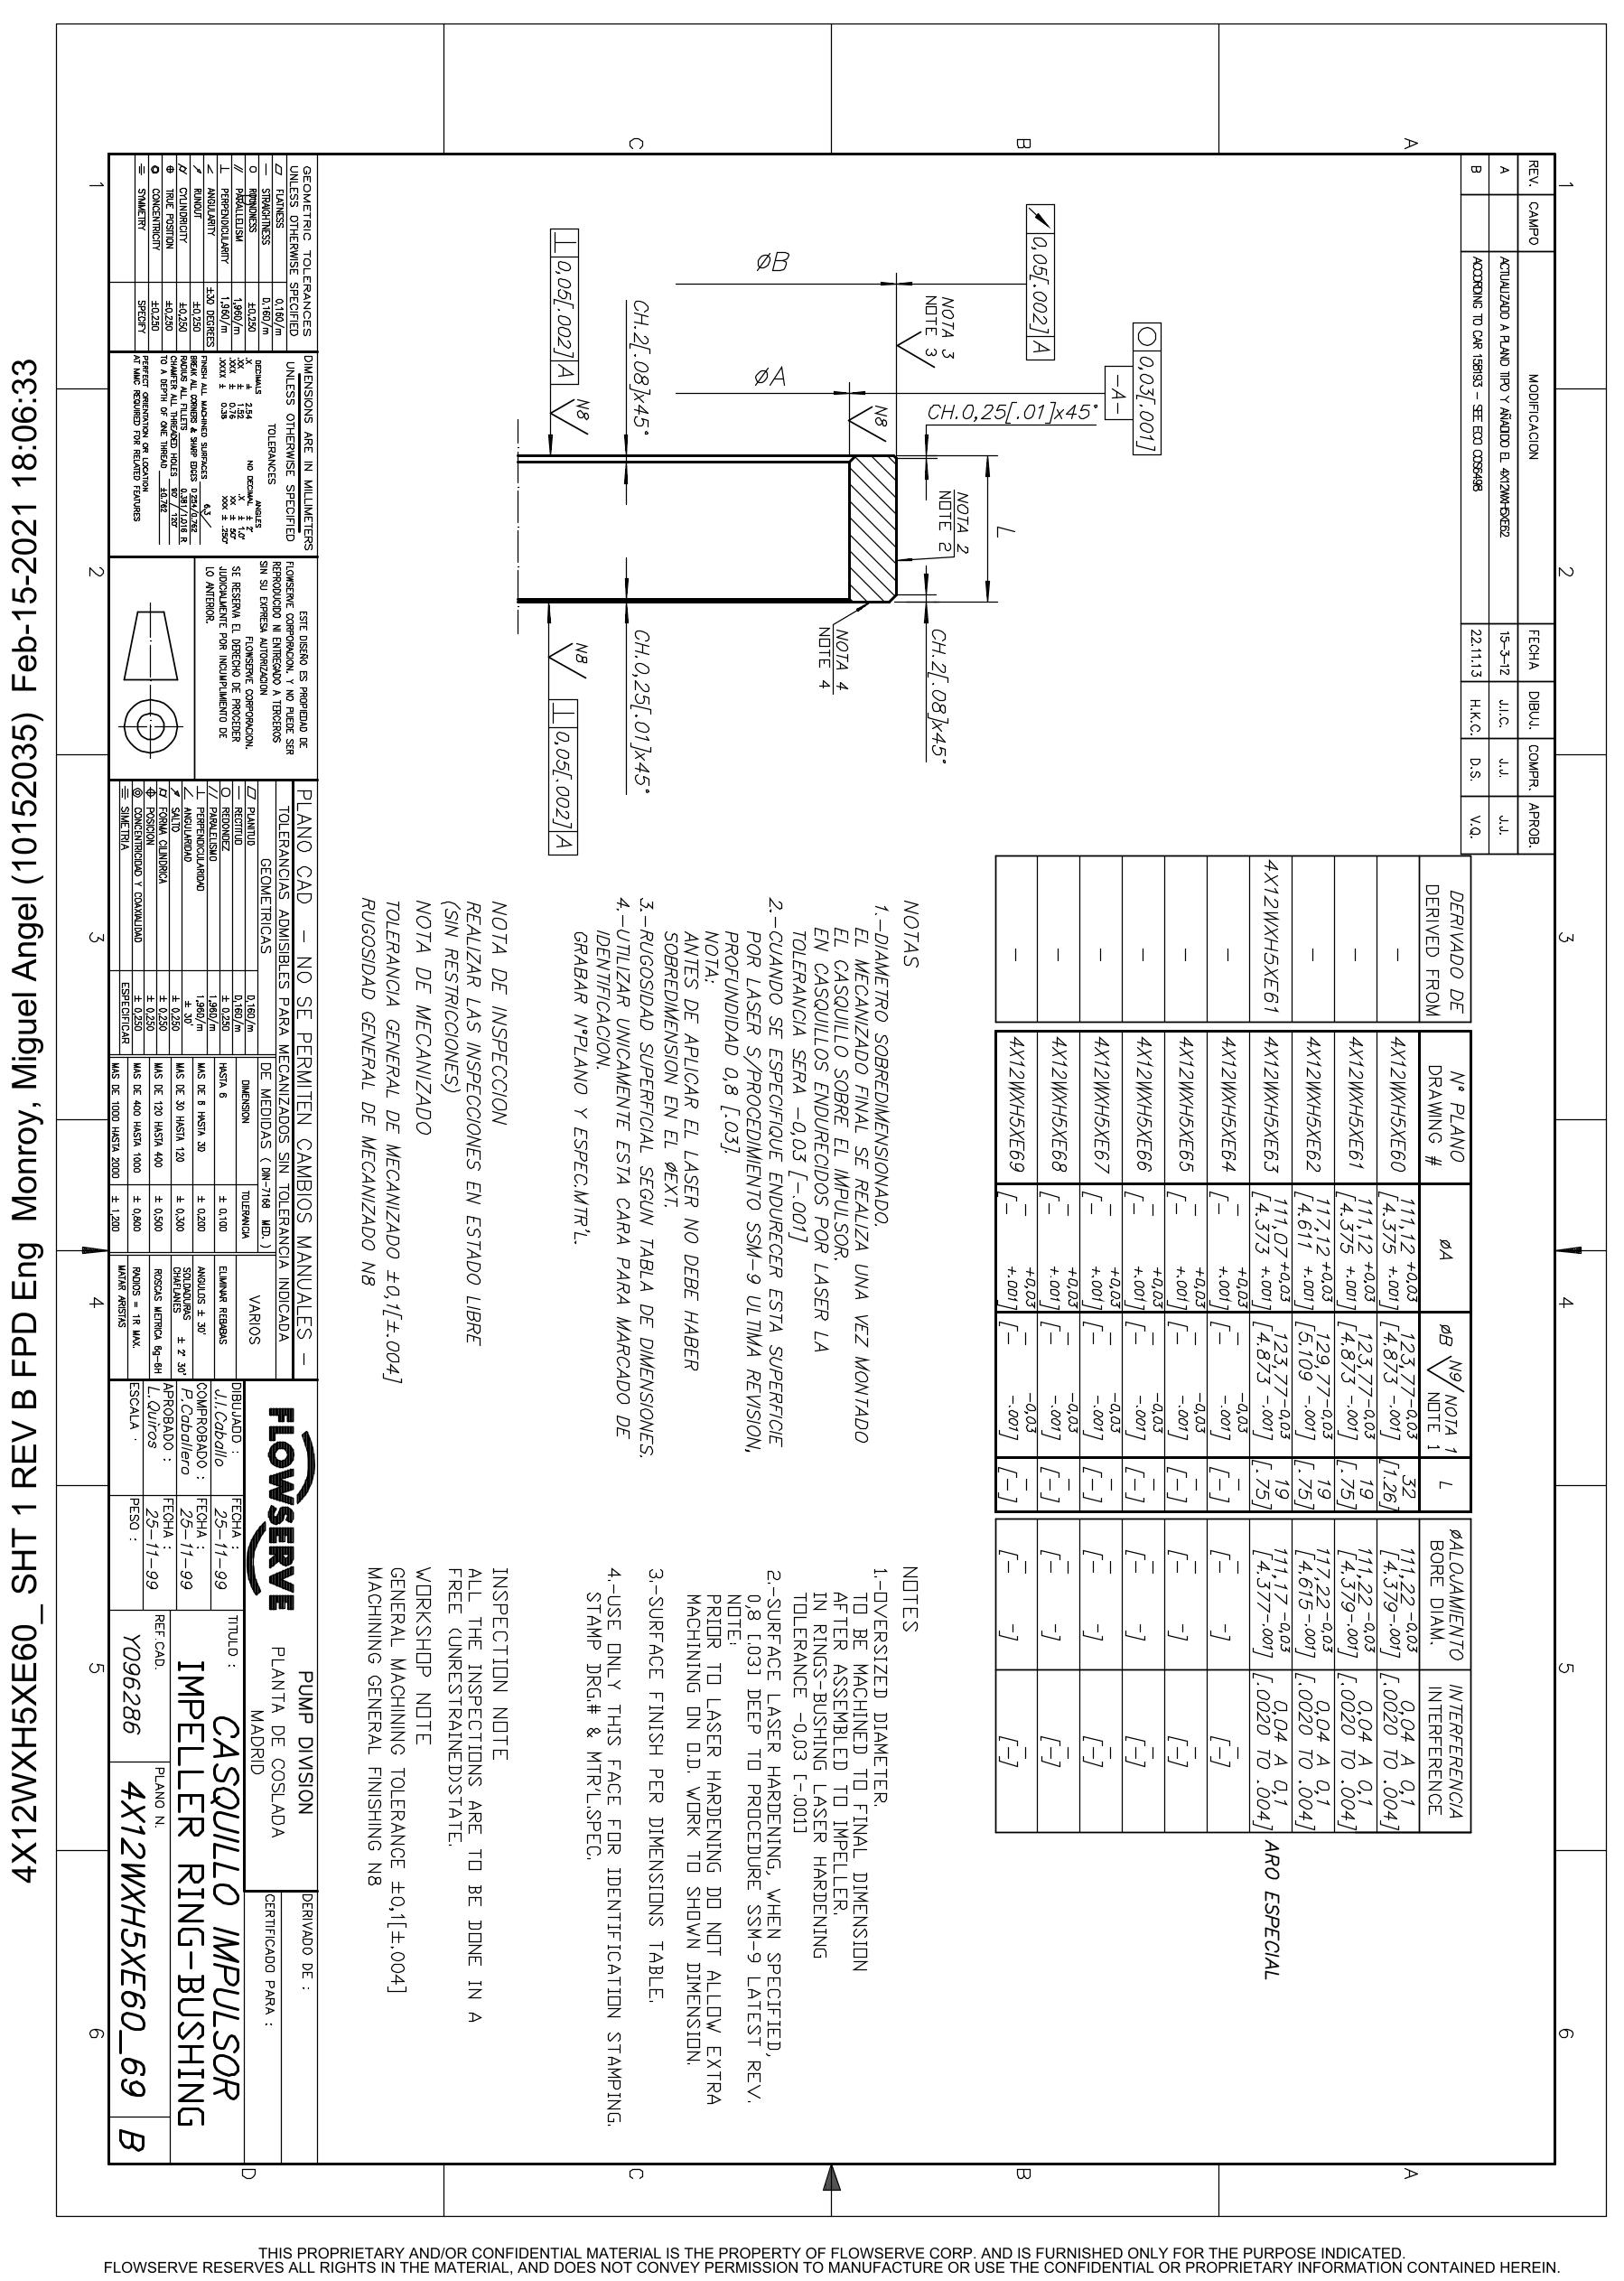 4X12WXH5XE60_ SHT 1 REV B FPD Eng Monroy, Miguel Angel (10152035) Feb-15-2021 18:06:33
1 2 3 4 5 6
A
B
C
D
REV. CAMPO MODIFICACION FECHA DIBUJ. COMPR. APROB.
A ACTUALIZADO A PLANO TIPO Y AÑADIDO EL 4X12WXH5XE62 15-3-12 J.I.C. J.J. J.J.
B ACCORDING TO CAR 158193 - SEE ECO COS6498 22.11.13 H.K.C. D.S. V.Q.
DERIVADO DE
DERIVED FROM
Nº PLANO
DRAWING #
ØA
ØB N9 NOTA 1
NOTE 1
L
ØALOJAMIENTO
BORE DIAM.
INTERFERENCIA
INTERFERENCE
- 4X12WXH5XE60 111,12 +0,03 123,77-0,03 32 111,22 -0,03 0,04 A 0,1
[4.375 +.001] [4.873 -.001] [1.26] [4.379-.001] [.0020 TO .004]
- 4X12WXH5XE61 111,12 +0,03 123,77-0,03 19 111,22 -0,03 0,04 A 0,1
[4.375 +.001] [4.873 -.001] [.75] [4.379-.001] [.0020 TO .004]
- 4X12WXH5XE62 117,12 +0,03 129,77-0,03 19 117,22 -0,03 0,04 A 0,1
[4.611 +.001] [5.109 -.001] [.75] [4.615-.001] [.0020 TO .004]
4X12WXH5XE61 4X12WXH5XE63 111,07 +0,03 123,77-0,03 19 111,17 -0,03 0,04 A 0,1
[4.373 +.001] [4.873 -.001] [.75] [4.377-.001] [.0020 TO .004] ARO ESPECIAL
- 4X12WXH5XE64 - +0,03 - -0,03 - - - -
[- +.001] [- -.001] [-] [- -] [-]
- 4X12WXH5XE65 - +0,03 - -0,03 - - - -
[- +.001] [- -.001] [-] [- -] [-]
- 4X12WXH5XE66 - +0,03 - -0,03 - - - -
[- +.001] [- -.001] [-] [- -] [-]
- 4X12WXH5XE67 - +0,03 - -0,03 - - - -
[- +.001] [- -.001] [-] [- -] [-]
- 4X12WXH5XE68 - +0,03 - -0,03 - - - -
[- +.001] [- -.001] [-] [- -] [-]
- 4X12WXH5XE69 - +0,03 - -0,03 - - - -
[- +.001] [- -.001] [-] [- -] [-]
0,03[.001]
-A-
0,05[.002] A
CH.0,25[.01]x45°
L
NOTA 2
NOTE 2
CH.2[.08]x45°
NOTA 3
NOTE 3
N8
NOTA 4
NOTE 4
ØB
ØA
CH.2[.08]x45°
CH.0,25[.01]x45°
N8
N8
0,05[.002] A
0,05[.002] A
NOTAS
1.-DIAMETRO SOBREDIMENSIONADO.
EL MECANIZADO FINAL SE REALIZA UNA VEZ MONTADO
EL CASQUILLO SOBRE EL IMPULSOR.
EN CASQUILLOS ENDURECIDOS POR LASER LA
TOLERANCIA SERA -0,03 [-.001]
2.-CUANDO SE ESPECIFIQUE ENDURECER ESTA SUPERFICIE
POR LASER S/PROCEDIMIENTO SSM-9 ULTIMA REVISION,
PROFUNDIDAD 0,8 [.03].
NOTA:
ANTES DE APLICAR EL LASER NO DEBE HABER
SOBREDIMENSION EN EL ØEXT.
3.-RUGOSIDAD SUPERFICIAL SEGUN TABLA DE DIMENSIONES.
4.-UTILIZAR UNICAMENTE ESTA CARA PARA MARCADO DE
IDENTIFICACION.
GRABAR NºPLANO Y ESPEC.MTR'L.
NOTA DE INSPECCION
REALIZAR LAS INSPECCIONES EN ESTADO LIBRE
(SIN RESTRICCIONES)
NOTA DE MECANIZADO
TOLERANCIA GENERAL DE MECANIZADO ±0,1[±.004]
RUGOSIDAD GENERAL DE MECANIZADO N8
NOTES
1.-OVERSIZED DIAMETER.
TO BE MACHINED TO FINAL DIMENSION
AFTER ASSEMBLED TO IMPELLER.
IN RINGS-BUSHING LASER HARDENING
TOLERANCE -0,03 [-.001]
2.-SURFACE LASER HARDENING, WHEN SPECIFIED,
0,8 [.03] DEEP TO PROCEDURE SSM-9 LATEST REV.
NOTE:
PRIOR TO LASER HARDENING DO NOT ALLOW EXTRA
MACHINING ON O.D. WORK TO SHOWN DIMENSION.
3.-SURFACE FINISH PER DIMENSIONS TABLE.
4.-USE ONLY THIS FACE FOR IDENTIFICATION STAMPING.
STAMP DRG.# & MTR'L.SPEC.
INSPECTION NOTE
ALL THE INSPECTIONS ARE TO BE DONE IN A
FREE (UNRESTRAINED)STATE.
WORKSHOP NOTE
GENERAL MACHINING TOLERANCE ±0,1[±.004]
MACHINING GENERAL FINISHING N8
GEOMETRIC TOLERANCES
UNLESS OTHERWISE SPECIFIED
FLATNESS 0,160/m
STRAIGHTNESS 0,160/m
ROUNDNESS ±0,250
PARALLELISM 1,960/m
PERPENDICULARITY 1,960/m
ANGULARITY ±30 DEGREES
RUNOUT ±0,250
CYLINDRICITY ±0,250
TRUE POSITION ±0,250
CONCENTRICITY ±0,250
SYMMETRY SPECIFY
DIMENSIONS ARE IN MILLIMETERS
UNLESS OTHERWISE SPECIFIED
TOLERANCES
DECIMALS ANGLES
.X ± 2.54 NO DECIMAL ± 2°
.XX ± 1.52 .X ± 1.0°
.XXX ± 0.76 .XX ± .50°
.XXXX ± 0.38 .XXX ± .250°
FINISH ALL MACHINED SURFACES 6.3
BREAK ALL CORNERS & SHARP EDGES 0.254/0.762
RADIUS ALL FILLETS 0.381/1.016 R
CHAMFER ALL THREADED HOLES 90° / 120°
TO A DEPTH OF ONE THREAD ±0.762
PERFECT ORIENTATION OR LOCATION
AT MMC REQUIRED FOR RELATED FEATURES
ESTE DISEÑO ES PROPIEDAD DE
FLOWSERVE CORPORACION. Y NO PUEDE SER
REPRODUCIDO NI ENTREGADO A TERCEROS
SIN SU EXPRESA AUTORIZACION
FLOWSERVE CORPORACION.
SE RESERVA EL DERECHO DE PROCEDER
JUDICIALMENTE POR INCUMPLIMENTO DE
LO ANTERIOR.
PLANO CAD - NO SE PERMITEN CAMBIOS MANUALES -
TOLERANCIAS ADMISIBLES PARA MECANIZADOS SIN TOLERANCIA INDICADA
GEOMETRICAS
PLANITUD 0,160/m
RECTITUD 0,160/m
REDONDEZ ± 0,250
PARALELISMO 1,960/m
PERPENDICULARIDAD 1,960/m
ANGULARIDAD ± 30'
SALTO ± 0,250
FORMA CILINDRICA ± 0,250
POSICION ± 0,250
CONCENTRICIDAD Y COAXIALIDAD ± 0,250
SIMETRIA ESPECIFICAR
DE MEDIDAS ( DIN-7168 MED. )
DIMENSION TOLERANCIA
HASTA 6 ± 0,100
MAS DE 6 HASTA 30 ± 0,200
MAS DE 30 HASTA 120 ± 0,300
MAS DE 120 HASTA 400 ± 0,500
MAS DE 400 HASTA 1000 ± 0,800
MAS DE 1000 HASTA 2000 ± 1,200
VARIOS
ELIMINAR REBABAS
ANGULOS ± 30'
SOLDADURAS ± 2° 30'
CHAFLANES
ROSCAS METRICA 6g-6H
RADIOS = 1R MAX.
MATAR ARISTAS
FLOWSERVE
PUMP DIVISION
PLANTA DE COSLADA
MADRID
DERIVADO DE :
CERTIFICADO PARA :
DIBUJADO : J.I.Caballo FECHA : 25-11-99
COMPROBADO : P.Caballero FECHA : 25-11-99
APROBADO : L.Quiros FECHA : 25-11-99
ESCALA · PESO :
TITULO :
CASQUILLO IMPULSOR
IMPELLER RING-BUSHING
REF.CAD.
Y096286
PLANO N.
4X12WXH5XE60_69 B
THIS PROPRIETARY AND/OR CONFIDENTIAL MATERIAL IS THE PROPERTY OF FLOWSERVE CORP. AND IS FURNISHED ONLY FOR THE PURPOSE INDICATED.
FLOWSERVE RESERVES ALL RIGHTS IN THE MATERIAL, AND DOES NOT CONVEY PERMISSION TO MANUFACTURE OR USE THE CONFIDENTIAL OR PROPRIETARY INFORMATION CONTAINED HEREIN.